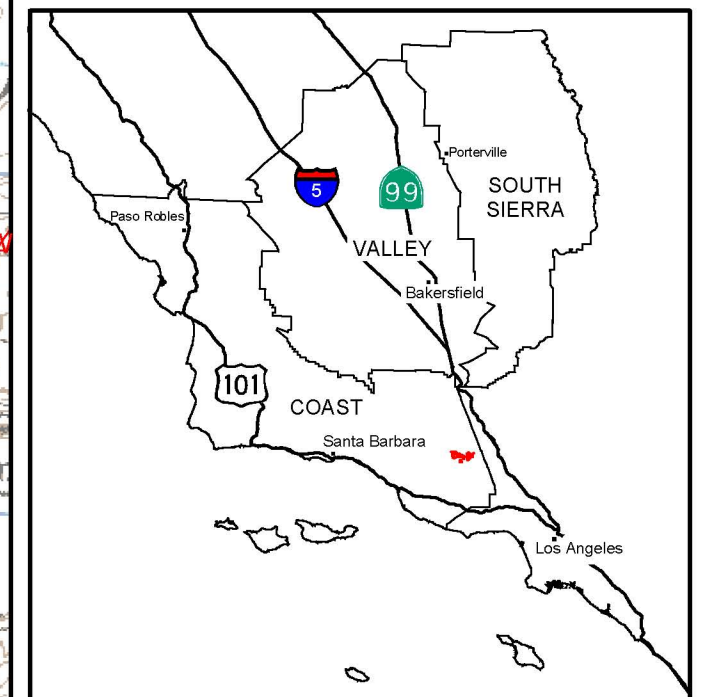 Porterville
SOUTH
SIERRA
5
99
Paso Robles
VALLEY
Bakersfield
101
COAST
Santa Barbara
Los Angeles